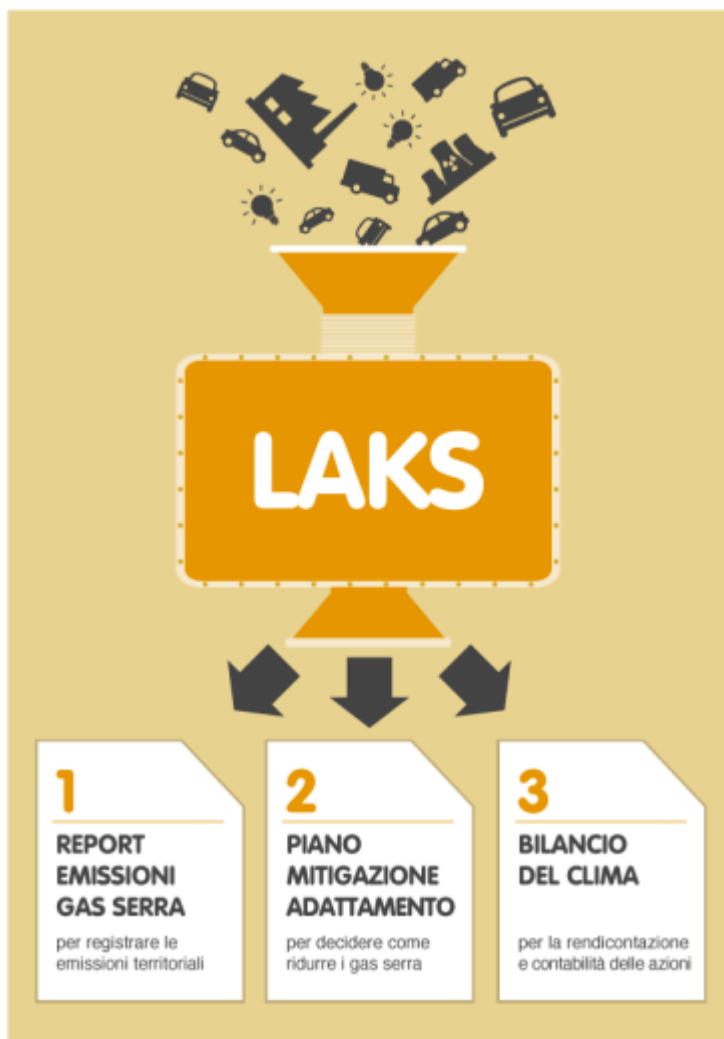 LAKS
1
REPORT
EMISSIONI
GAS SERRA
per registrare le
emissioni territoriali
2
PIANO
MITIGAZIONE
ADATTAMENTO
per decidere come
ridurre i gas serra
3
BILANCIO
DEL CLIMA
per la rendicontazione
e contabilità delle azioni